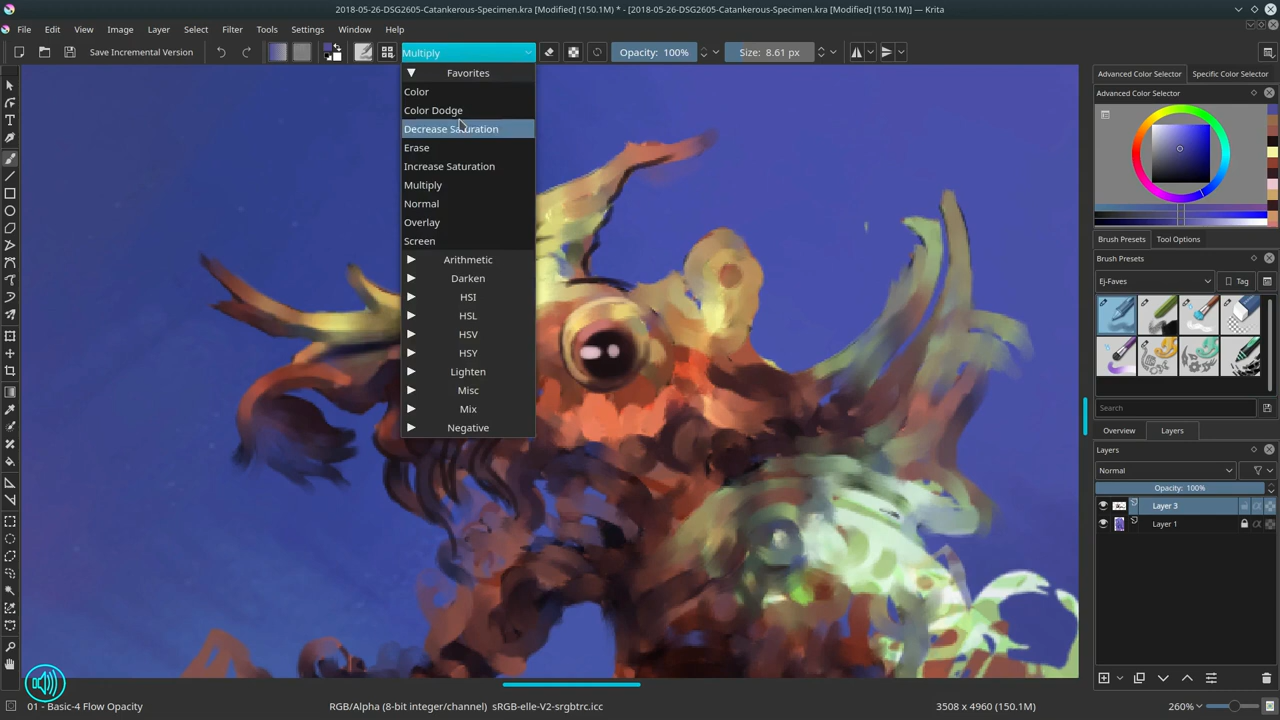 2018-05-26-DSG2605-Catankerous-Specimen.kra [Modified] (150.1M) * - [2018-05-26-DSG2605-Catankerous-Specimen.kra [Modified] (150.1M)] — Krita
File Edit View Image Layer Select Filter Tools Settings Window Help
Save Incremental Version Multiply Opacity: 100% Size: 8.61 px
Favorites
Color
Color Dodge
Decrease Saturation
Erase
Increase Saturation
Multiply
Normal
Overlay
Screen
Arithmetic
Darken
HSI
HSL
HSV
HSY
Lighten
Misc
Mix
Negative
Advanced Color Selector Specific Color Selector
Advanced Color Selector
Brush Presets Tool Options
Brush Presets
Ej-Faves Tag
Search
Overview Layers
Layers
Normal
Opacity: 100%
Layer 3
Layer 1
01 - Basic-4 Flow Opacity RGB/Alpha (8-bit integer/channel) sRGB-elle-V2-srgbtrc.icc 3508 x 4960 (150.1M) 260%